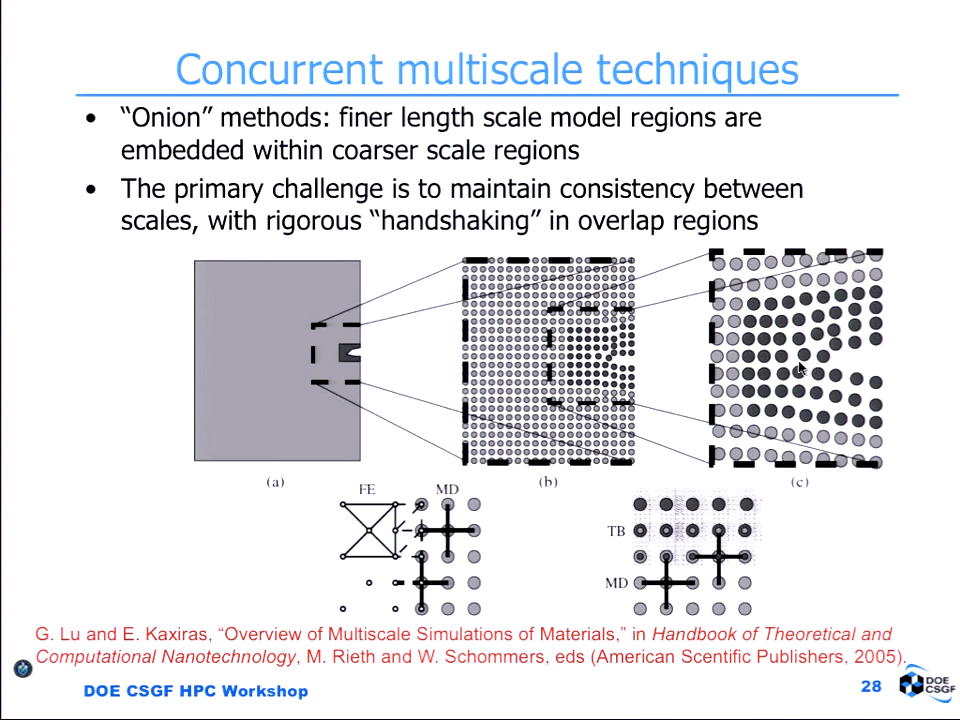 Concurrent multiscale techniques
• “Onion” methods: finer length scale model regions are
embedded within coarser scale regions
• The primary challenge is to maintain consistency between
scales, with rigorous “handshaking” in overlap regions
(a)
(b)
(c)
FE
MD
TB
MD
G. Lu and E. Kaxiras, “Overview of Multiscale Simulations of Materials,” in Handbook of Theoretical and
Computational Nanotechnology, M. Rieth and W. Schommers, eds (American Scientific Publishers, 2005).
DOE CSGF HPC Workshop
28
DOE
CSGF